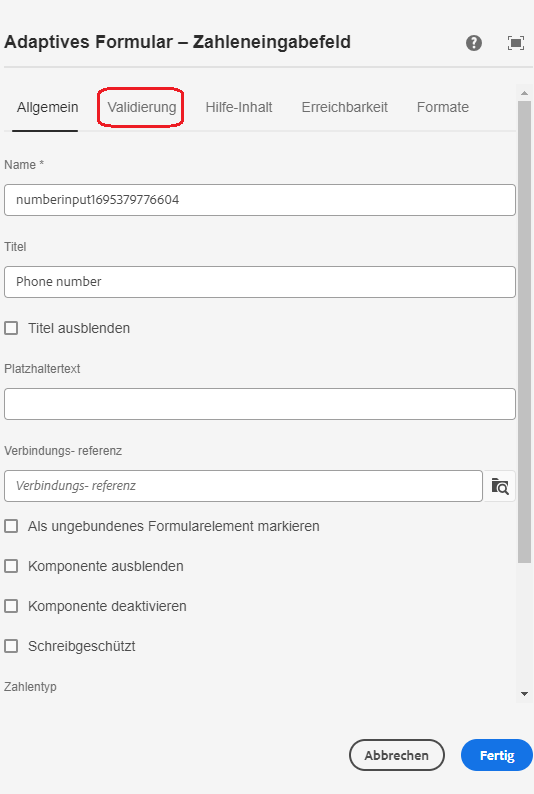 Adaptives Formular – Zahleneingabefeld
Allgemein Validierung Hilfe-Inhalt Erreichbarkeit Formate
Name *
numberinput1695379776604
Titel
Phone number
Titel ausblenden
Platzhaltertext
Verbindungs- referenz
Verbindungs- referenz
Als ungebundenes Formularelement markieren
Komponente ausblenden
Komponente deaktivieren
Schreibgeschützt
Zahlentyp
Abbrechen Fertig